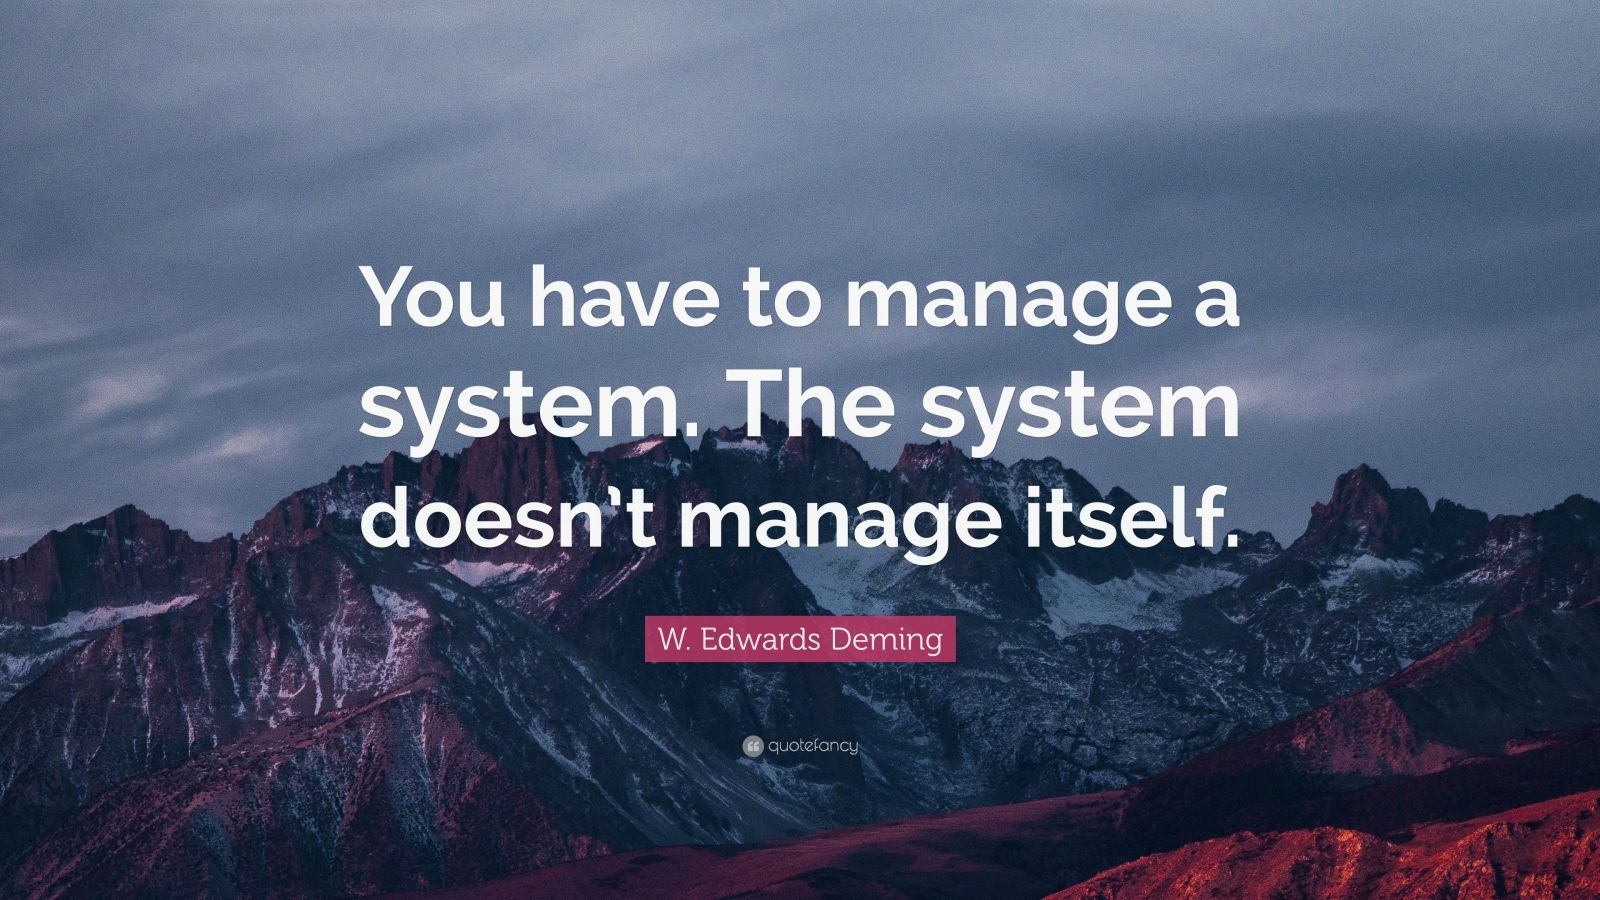 You have to manage a
system. The system
doesn’t manage itself.
W. Edwards Deming
quotefancy